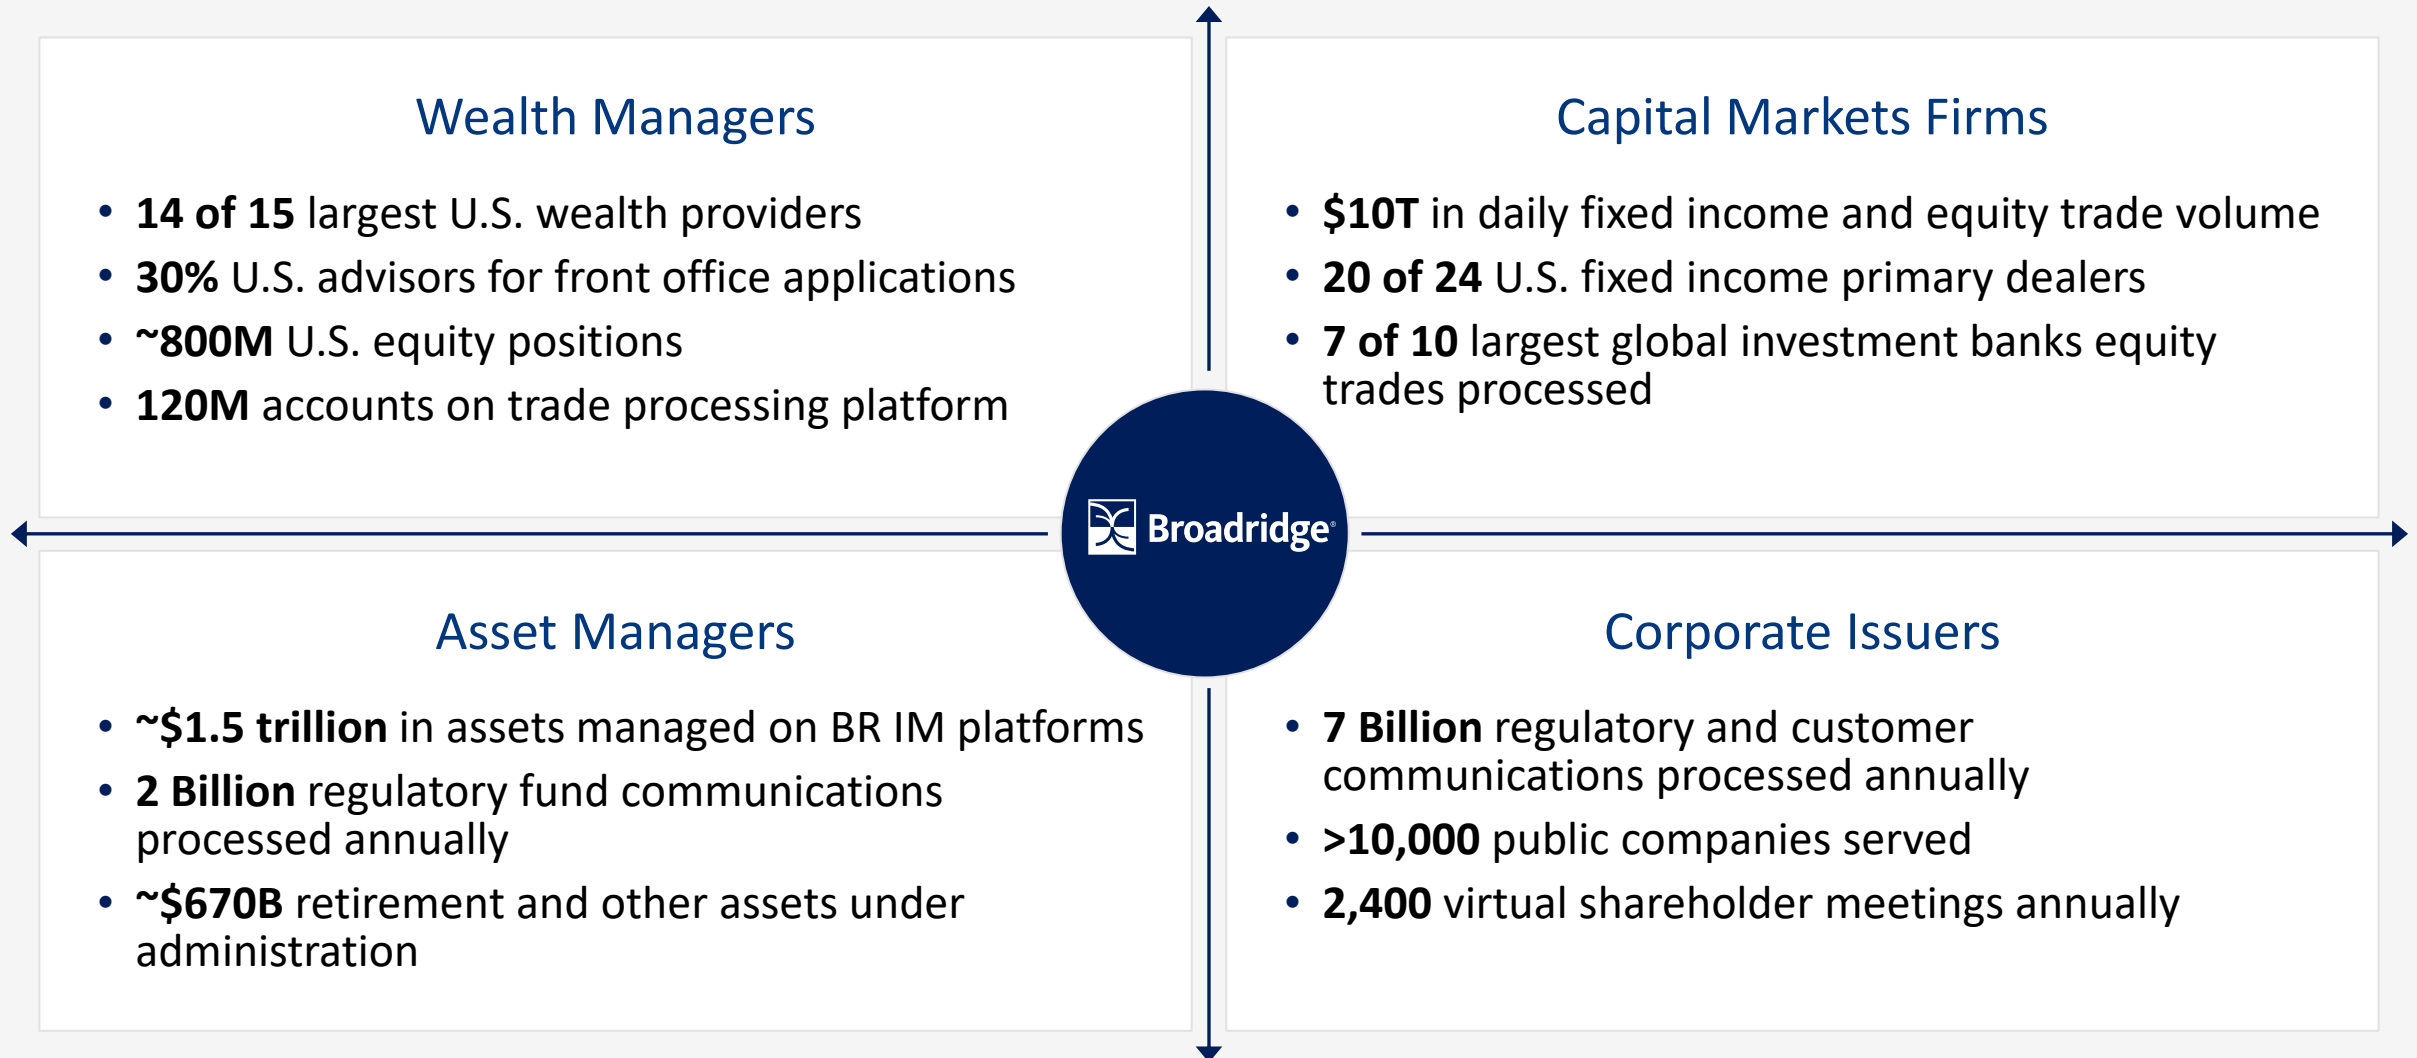 Wealth Managers
• 14 of 15 largest U.S. wealth providers
• 30% U.S. advisors for front office applications
• ~800M U.S. equity positions
• 120M accounts on trade processing platform
Capital Markets Firms
• $10T in daily fixed income and equity trade volume
• 20 of 24 U.S. fixed income primary dealers
• 7 of 10 largest global investment banks equity
trades processed
Broadridge®
Asset Managers
• ~$1.5 trillion in assets managed on BR IM platforms
• 2 Billion regulatory fund communications
processed annually
• ~$670B retirement and other assets under
administration
Corporate Issuers
• 7 Billion regulatory and customer
communications processed annually
• >10,000 public companies served
• 2,400 virtual shareholder meetings annually